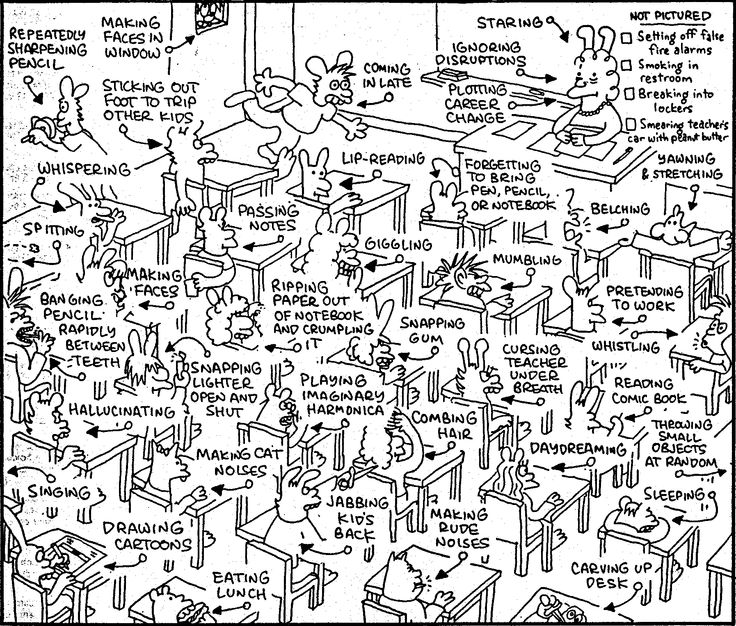 REPEATEDLY
SHARPENING
PENCIL
MAKING
FACES IN
WINDOW
STICKING OUT
FOOT TO TRIP
OTHER KIDS
COMING
IN LATE
STARING
IGNORING
DISRUPTIONS
PLOTTING
CAREER
CHANGE
NOT PICTURED
Setting off false
fire alarms
Smoking in
restroom
Breaking into
lockers
Smearing teacher's
car with peanut butter
WHISPERING
LIP-READING
FORGETTING
TO BRING
PEN, PENCIL,
OR NOTEBOOK
YAWNING
& STRETCHING
SPITTING
PASSING
NOTES
GIGGLING
BELCHING
MUMBLING
MAKING
FACES
BANGING
PENCIL
RAPIDLY
BETWEEN
TEETH
RIPPING
PAPER OUT
OF NOTEBOOK
AND CRUMPLING
IT
SNAPPING
GUM
PRETENDING
TO WORK
WHISTLING
SNAPPING
LIGHTER
OPEN AND
SHUT
CURSING
TEACHER
UNDER
BREATH
READING
COMIC BOOK
HALLUCINATING
PLAYING
IMAGINARY
HARMONICA
COMBING
HAIR
THROWING
SMALL
OBJECTS
AT RANDOM
MAKING CAT
NOISES
DAYDREAMING
SINGING
JABBING
KID'S
BACK
SLEEPING
DRAWING
CARTOONS
MAKING
RUDE
NOISES
EATING
LUNCH
CARVING UP
DESK